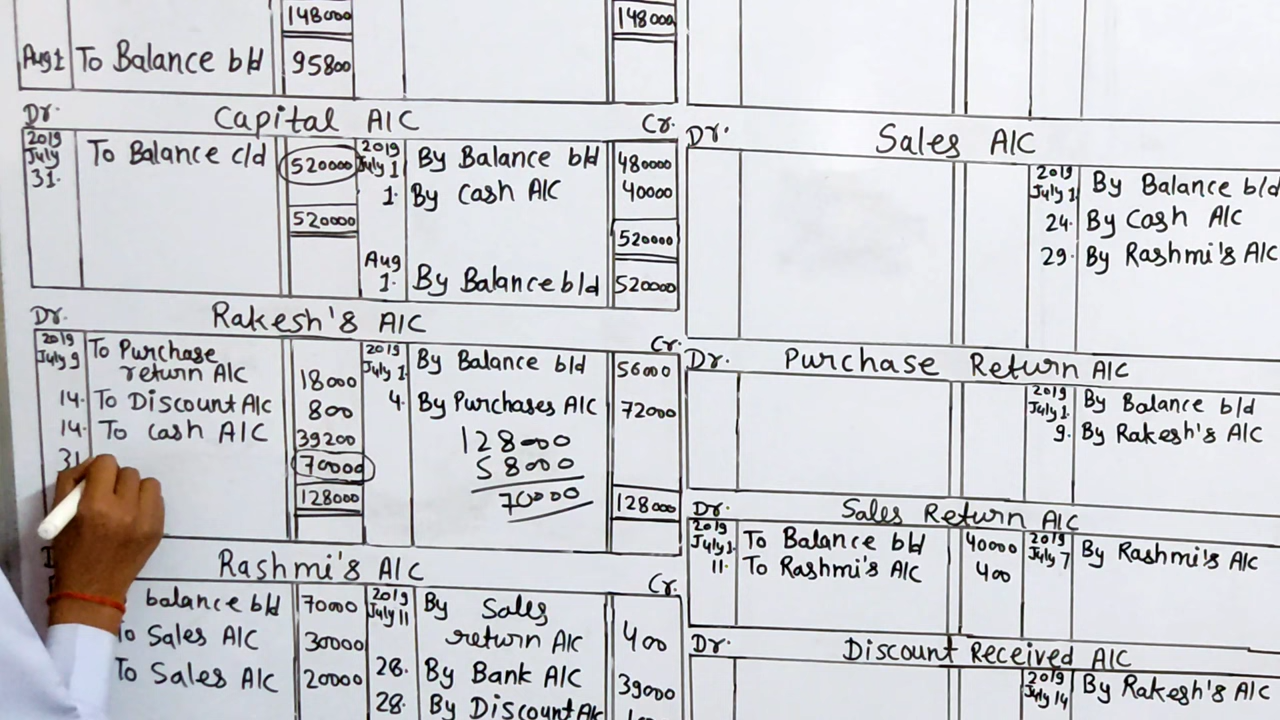 148000 148000
Aug 1 To Balance b/d 95800
Dr. Capital A/C Cr.
2019 July 31. To Balance c/d 520000 2019 July 1 By Balance b/d 480000
1. By Cash A/C 40000
520000 520000
Aug 1. By Balance b/d 520000
Dr. Rakesh's A/C Cr.
2019 July 9 To Purchase 2019 July 1. By Balance b/d 56000
return A/C 18000
14. To Discount A/C 800 4. By Purchases A/C 72000
14. To Cash A/C 39200 128000
31 70000 58000
128000 70000 128000
Rashmi's A/C Cr.
balance b/d 70000 2019 July 11 By Sales
To Sales A/C 30000 return A/C 400
To Sales A/C 20000 28. By Bank A/C 39000
28. By Discount A/C
Dr. Sales A/C
2019 July 1 By Balance b/d
24. By Cash A/C
29. By Rashmi's A/C
Dr. Purchase Return A/C
2019 July 1. By Balance b/d
9. By Rakesh's A/C
Dr. Sales Return A/C
2019 July 1. To Balance b/d 40000 2019 July 7 By Rashmi's A/C
11. To Rashmi's A/C 400
Dr. Discount Received A/C
2019 July 14 By Rakesh's A/C